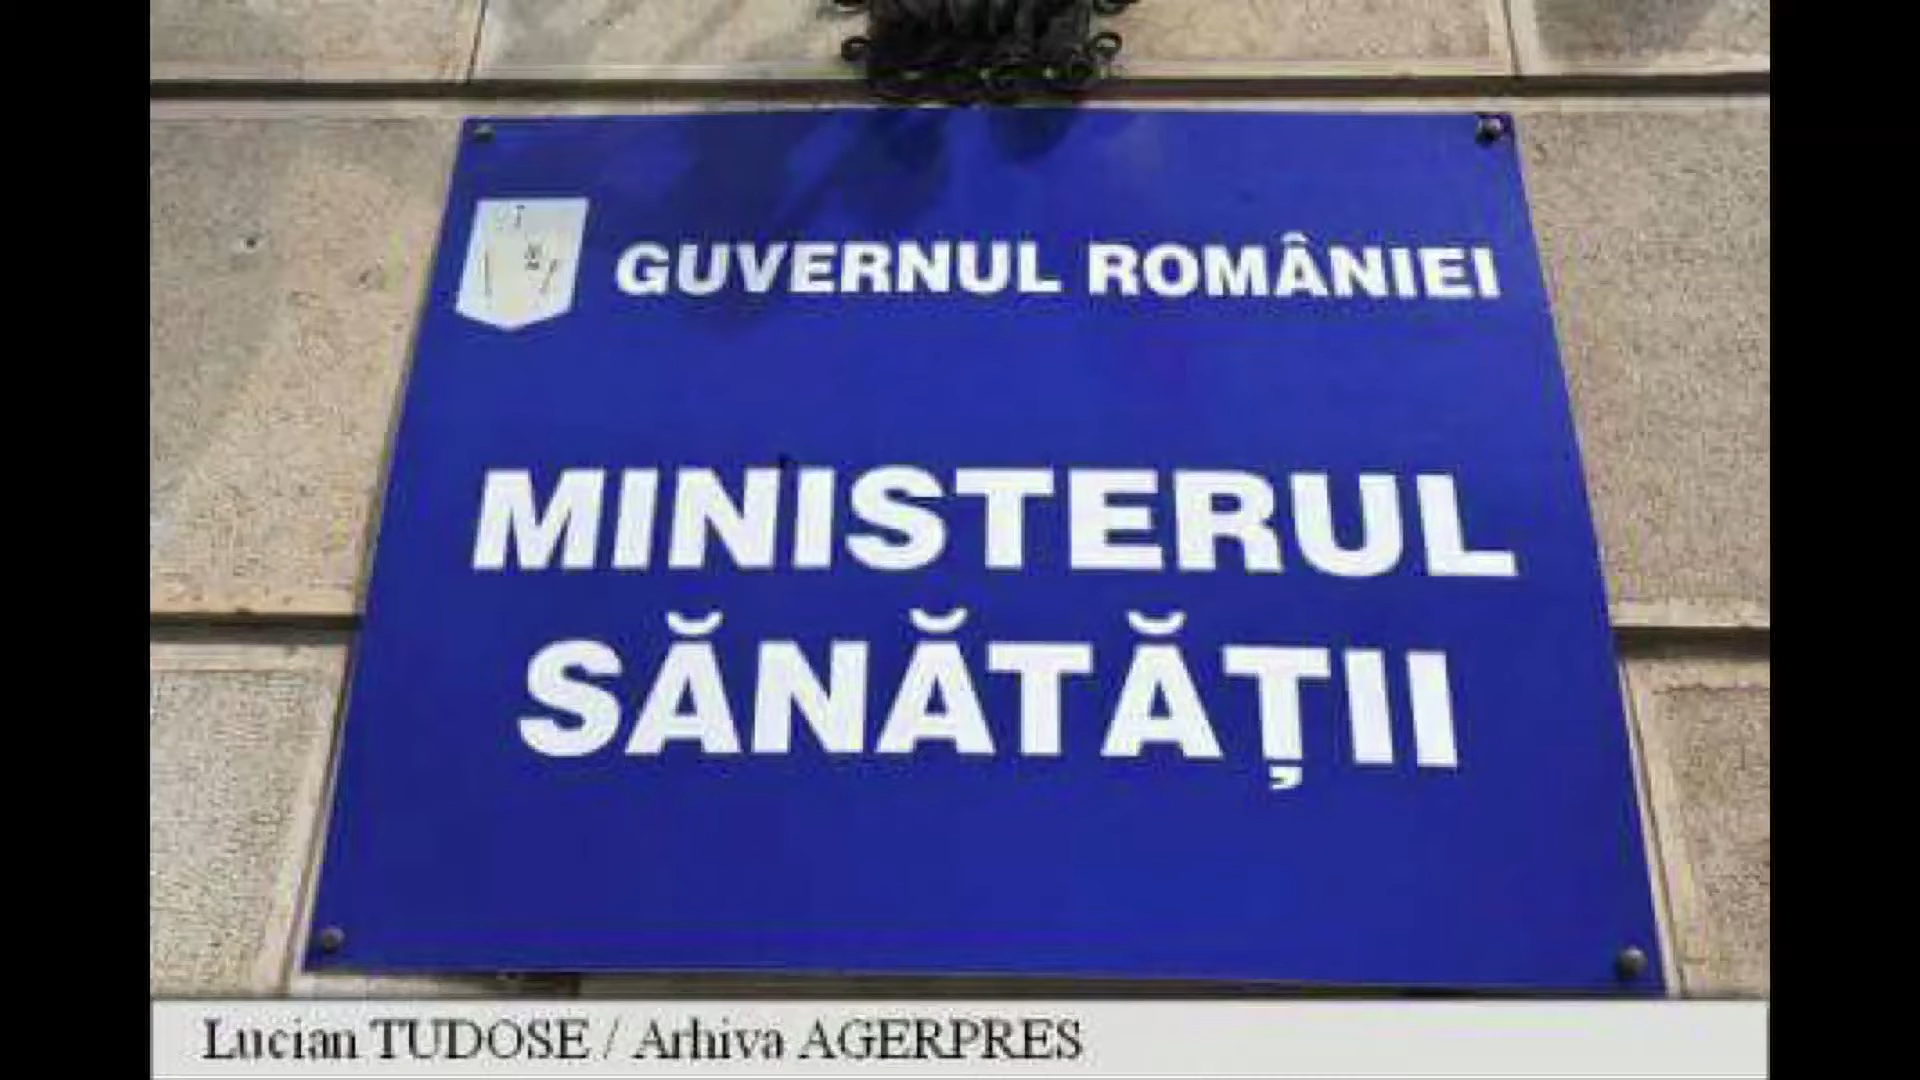 GUVERNUL ROMÂNIEI
MINISTERUL
SĂNĂTĂȚII
Lucian TUDOSE / Arhiva AGERPRES